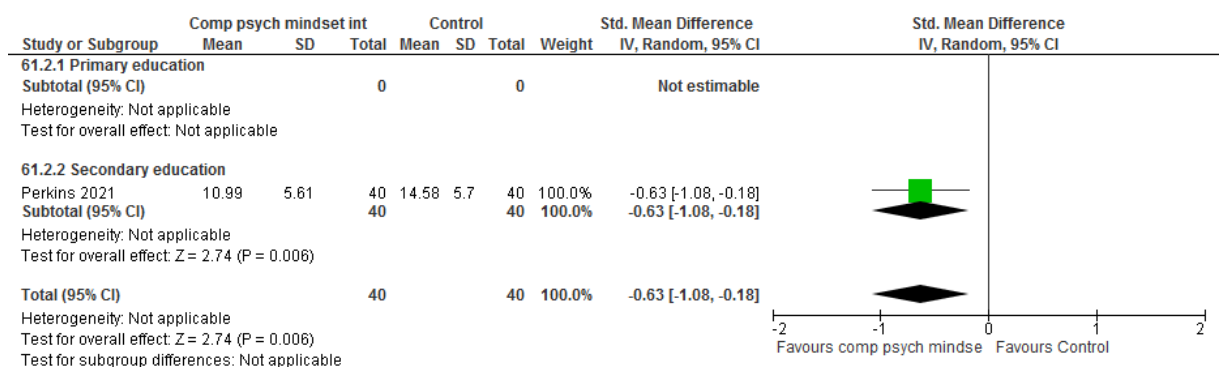 Comp psych mindset int Control Std. Mean Difference Std. Mean Difference
Study or Subgroup Mean SD Total Mean SD Total Weight IV, Random, 95% CI IV, Random, 95% CI
61.2.1 Primary education
Subtotal (95% CI) 0 0 Not estimable
Heterogeneity: Not applicable
Test for overall effect: Not applicable
61.2.2 Secondary education
Perkins 2021 10.99 5.61 40 14.58 5.7 40 100.0% -0.63 [-1.08, -0.18]
Subtotal (95% CI) 40 40 100.0% -0.63 [-1.08, -0.18]
Heterogeneity: Not applicable
Test for overall effect: Z = 2.74 (P = 0.006)
Total (95% CI) 40 40 100.0% -0.63 [-1.08, -0.18]
Heterogeneity: Not applicable
Test for overall effect: Z = 2.74 (P = 0.006)
Test for subgroup differences: Not applicable
-2 -1 0 1 2
Favours comp psych mindse Favours Control